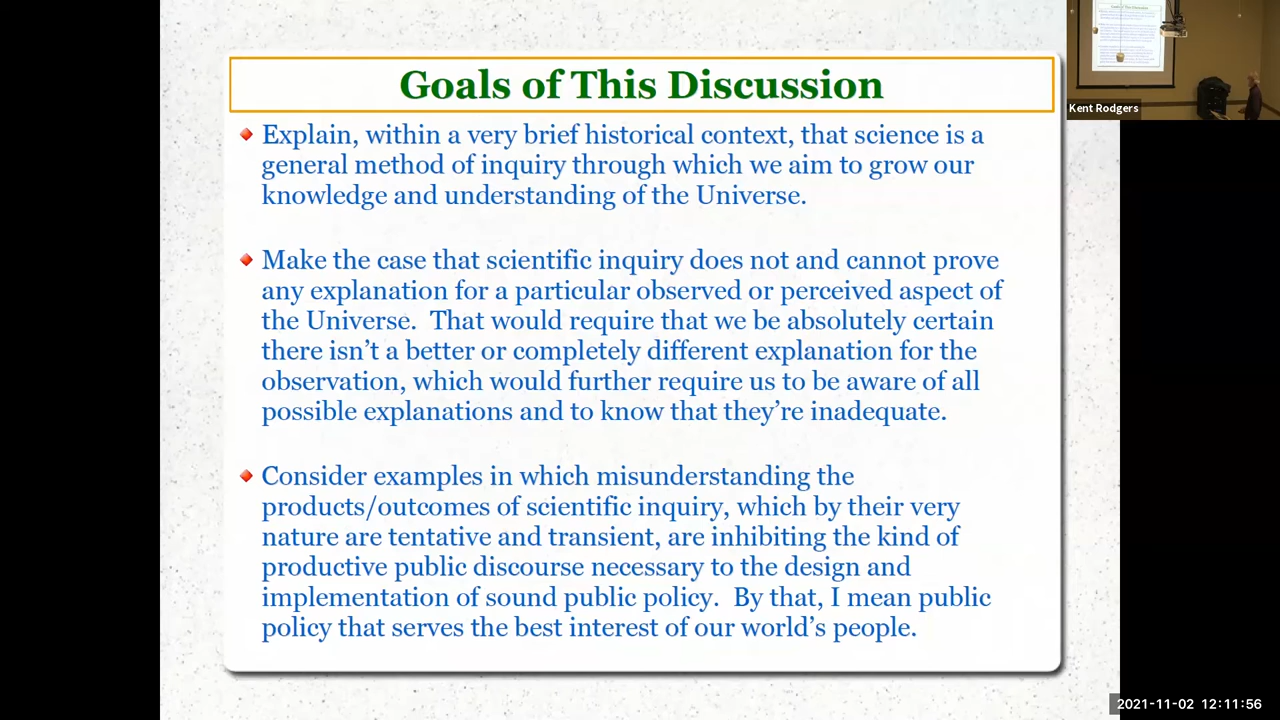 Goals of This Discussion
Explain, within a very brief historical context, that science is a
general method of inquiry through which we aim to grow our
knowledge and understanding of the Universe.
Make the case that scientific inquiry does not and cannot prove
any explanation for a particular observed or perceived aspect of
the Universe.  That would require that we be absolutely certain
there isn’t a better or completely different explanation for the
observation, which would further require us to be aware of all
possible explanations and to know that they’re inadequate.
Consider examples in which misunderstanding the
products/outcomes of scientific inquiry, which by their very
nature are tentative and transient, are inhibiting the kind of
productive public discourse necessary to the design and
implementation of sound public policy.  By that, I mean public
policy that serves the best interest of our world’s people.
Kent Rodgers
2021-11-02 12:11:56